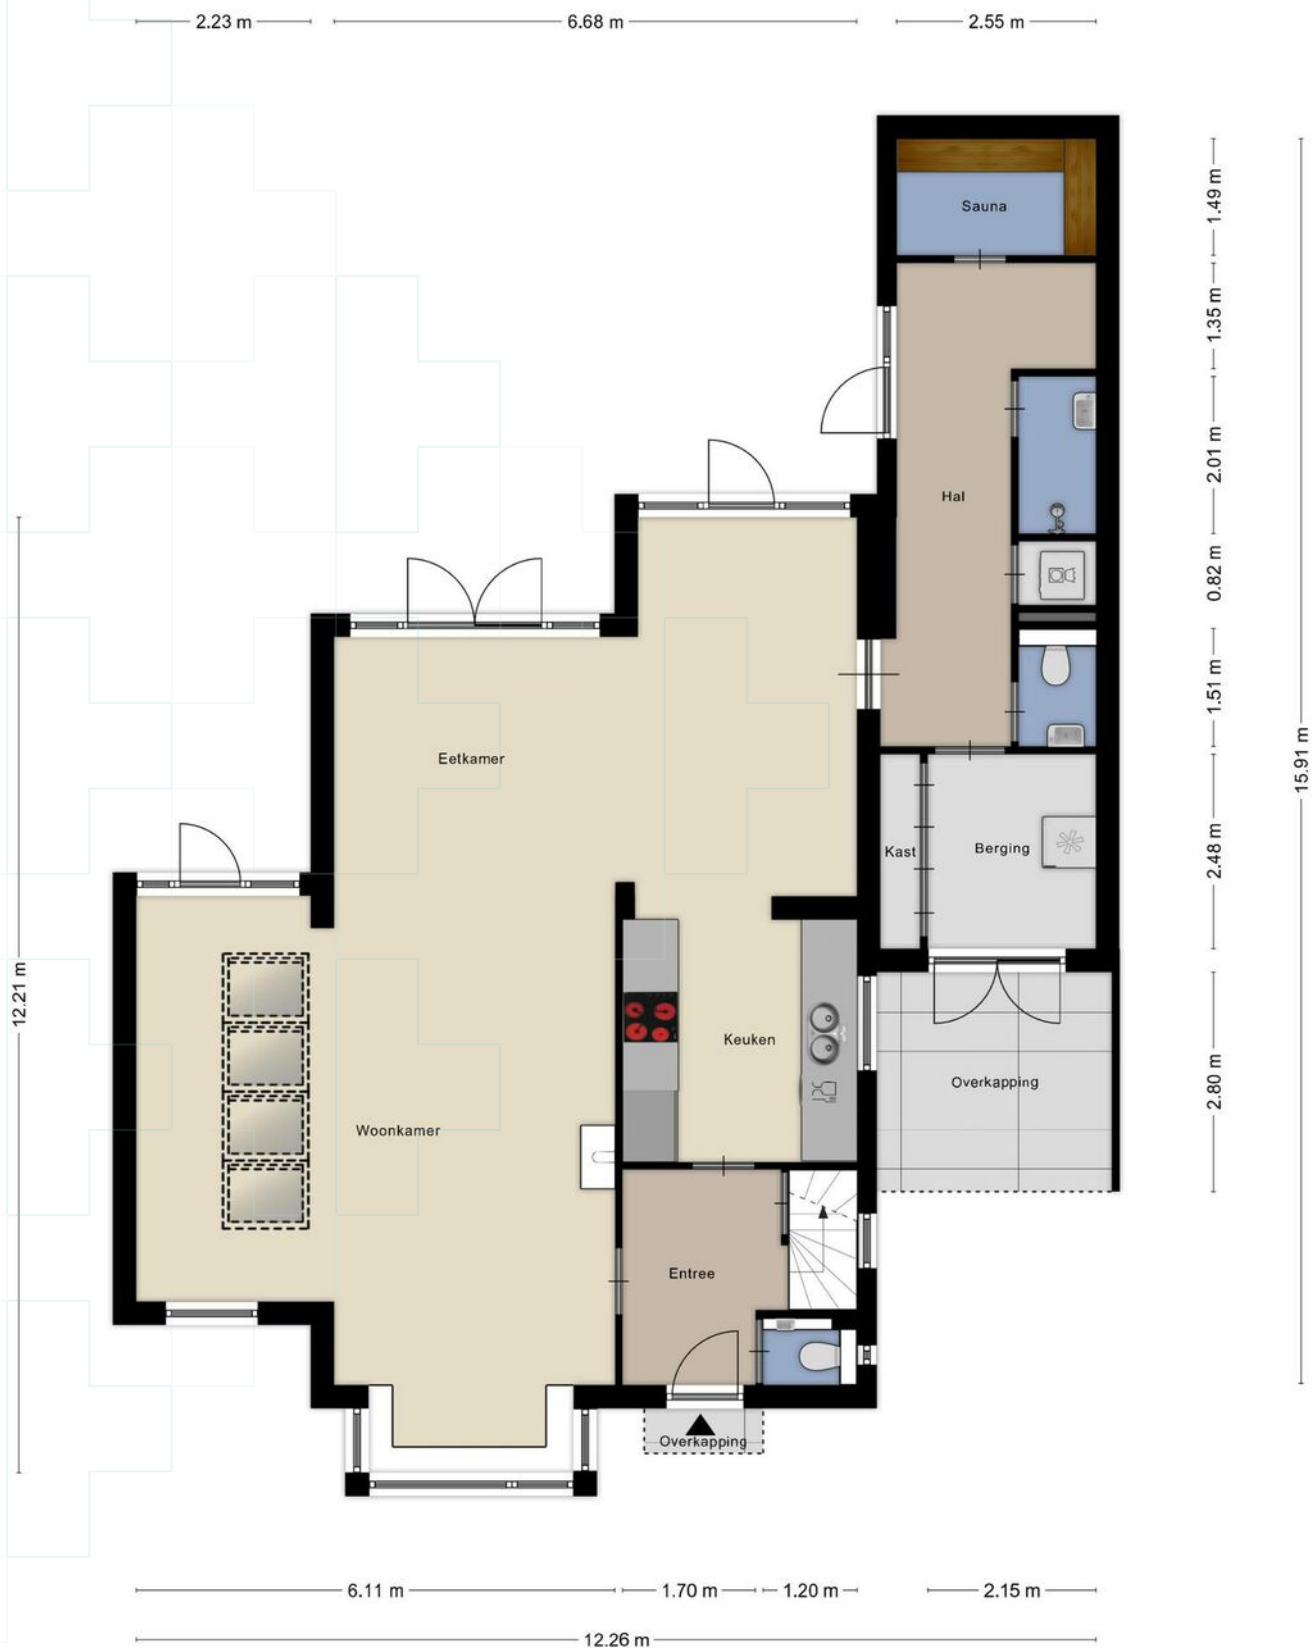 2.23 m
6.68 m
2.55 m
Sauna
1.49 m
1.35 m
Hal
2.01 m
0.82 m
1.51 m
Eetkamer
15.91 m
Kast
Berging
2.48 m
12.21 m
Keuken
Overkapping
2.80 m
Woonkamer
Entree
Overkapping
6.11 m
1.70 m
1.20 m
2.15 m
12.26 m